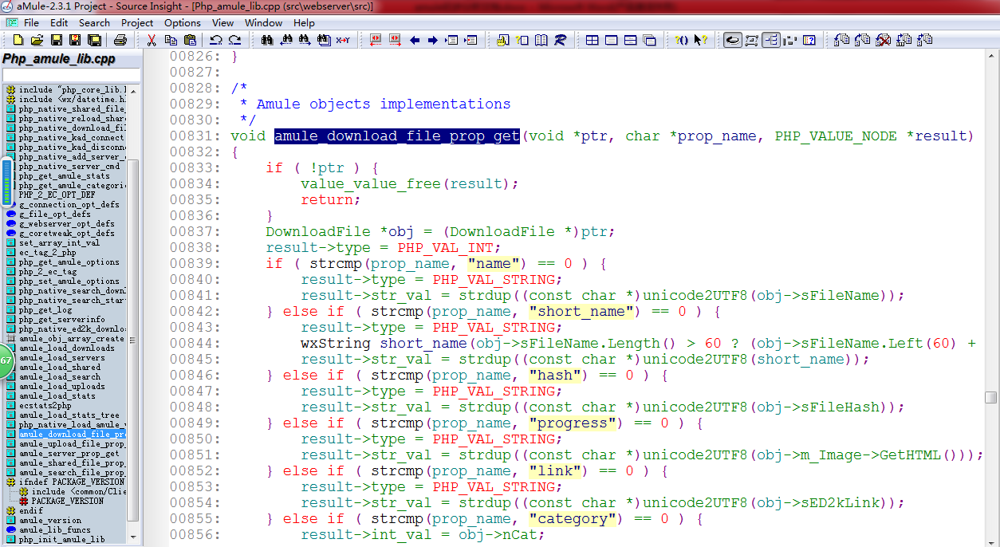 aMule-2.3.1 Project - Source Insight - [Php_amule_lib.cpp (src\webserver\src)]
File Edit Search Project Options View Window Help
Php_amule_lib.cpp
include "php_core_lib.
include <wx/datetime.h
php_native_shared_file_
php_native_reload_shar
php_native_download_fi
php_native_kad_connect
php_native_kad_disconn
php_native_add_server_
php_native_server_cmd
php_get_amule_stats
php_get_amule_categori
PHP_2_EC_OPT_DEF
g_connection_opt_defs
g_file_opt_defs
g_webserver_opt_defs
g_coretweak_opt_defs
set_array_int_val
ec_tag_2_php
php_get_amule_options
php_2_ec_tag
php_set_amule_options
php_native_search_down
php_native_search_star
php_get_log
php_get_serverinfo
php_native_ed2k_downlo
amule_obj_array_create
amule_load_downloads
amule_load_servers
amule_load_shared
amule_load_search
amule_load_uploads
amule_load_stats
ecstats2php
amule_load_stats_tree
php_native_load_amule_
amule_download_file_pr
amule_upload_file_prop_
amule_server_prop_get
amule_shared_file_prop_
amule_search_file_prop_
ifndef PACKAGE_VERSION
include <common/Clie
PACKAGE_VERSION
endif
amule_version
amule_lib_funcs
php_init_amule_lib
67
00826: }
00827:
00828: /*
00829: * Amule objects implementations
00830: */
00831: void amule_download_file_prop_get(void *ptr, char *prop_name, PHP_VALUE_NODE *result)
00832: {
00833: if ( !ptr ) {
00834: value_value_free(result);
00835: return;
00836: }
00837: DownloadFile *obj = (DownloadFile *)ptr;
00838: result->type = PHP_VAL_INT;
00839: if ( strcmp(prop_name, "name") == 0 ) {
00840: result->type = PHP_VAL_STRING;
00841: result->str_val = strdup((const char *)unicode2UTF8(obj->sFileName));
00842: } else if ( strcmp(prop_name, "short_name") == 0 ) {
00843: result->type = PHP_VAL_STRING;
00844: wxString short_name(obj->sFileName.Length() > 60 ? (obj->sFileName.Left(60) +
00845: result->str_val = strdup((const char *)unicode2UTF8(short_name));
00846: } else if ( strcmp(prop_name, "hash") == 0 ) {
00847: result->type = PHP_VAL_STRING;
00848: result->str_val = strdup((const char *)unicode2UTF8(obj->sFileHash));
00849: } else if ( strcmp(prop_name, "progress") == 0 ) {
00850: result->type = PHP_VAL_STRING;
00851: result->str_val = strdup((const char *)unicode2UTF8(obj->m_Image->GetHTML()));
00852: } else if ( strcmp(prop_name, "link") == 0 ) {
00853: result->type = PHP_VAL_STRING;
00854: result->str_val = strdup((const char *)unicode2UTF8(obj->sED2kLink));
00855: } else if ( strcmp(prop_name, "category") == 0 ) {
00856: result->int_val = obj->nCat;